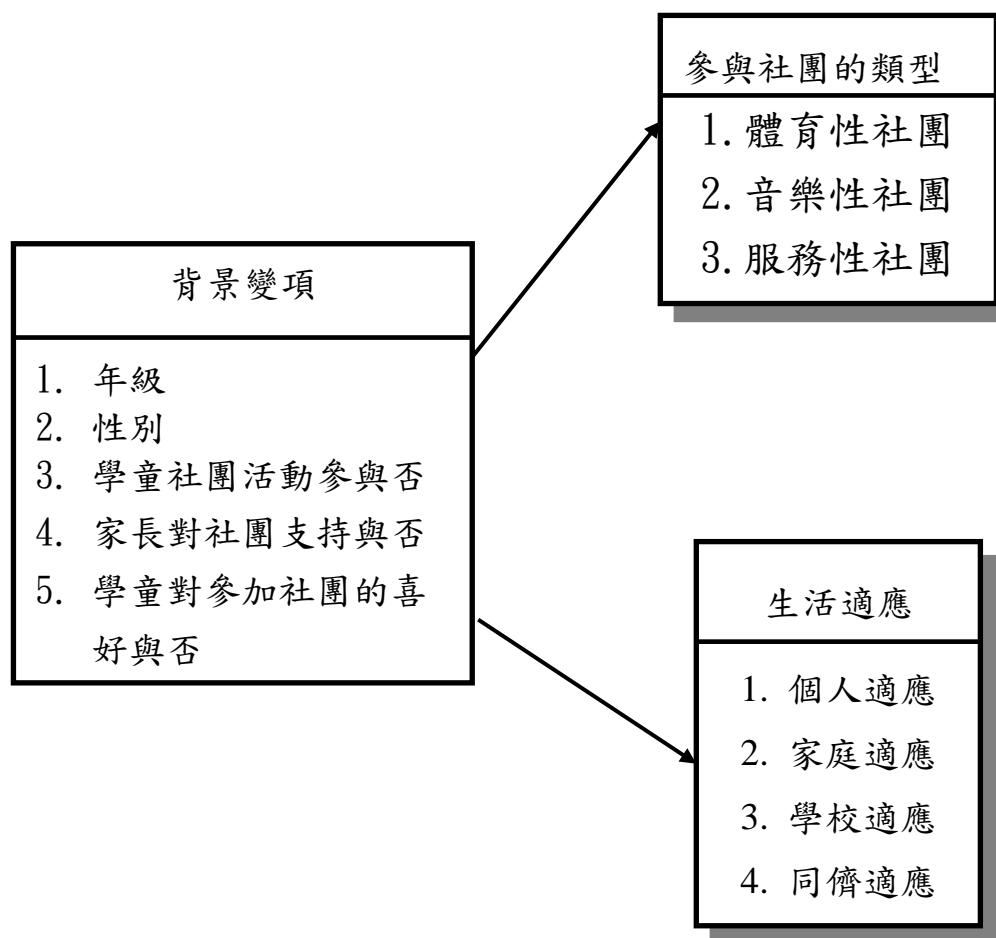 參與社團的類型
1. 體育性社團
2. 音樂性社團
3. 服務性社團
背景變項
1. 年級
2. 性別
3. 學童社團活動參與否
4. 家長對社團支持與否
5. 學童對參加社團的喜
好與否
生活適應
1. 個人適應
2. 家庭適應
3. 學校適應
4. 同儕適應